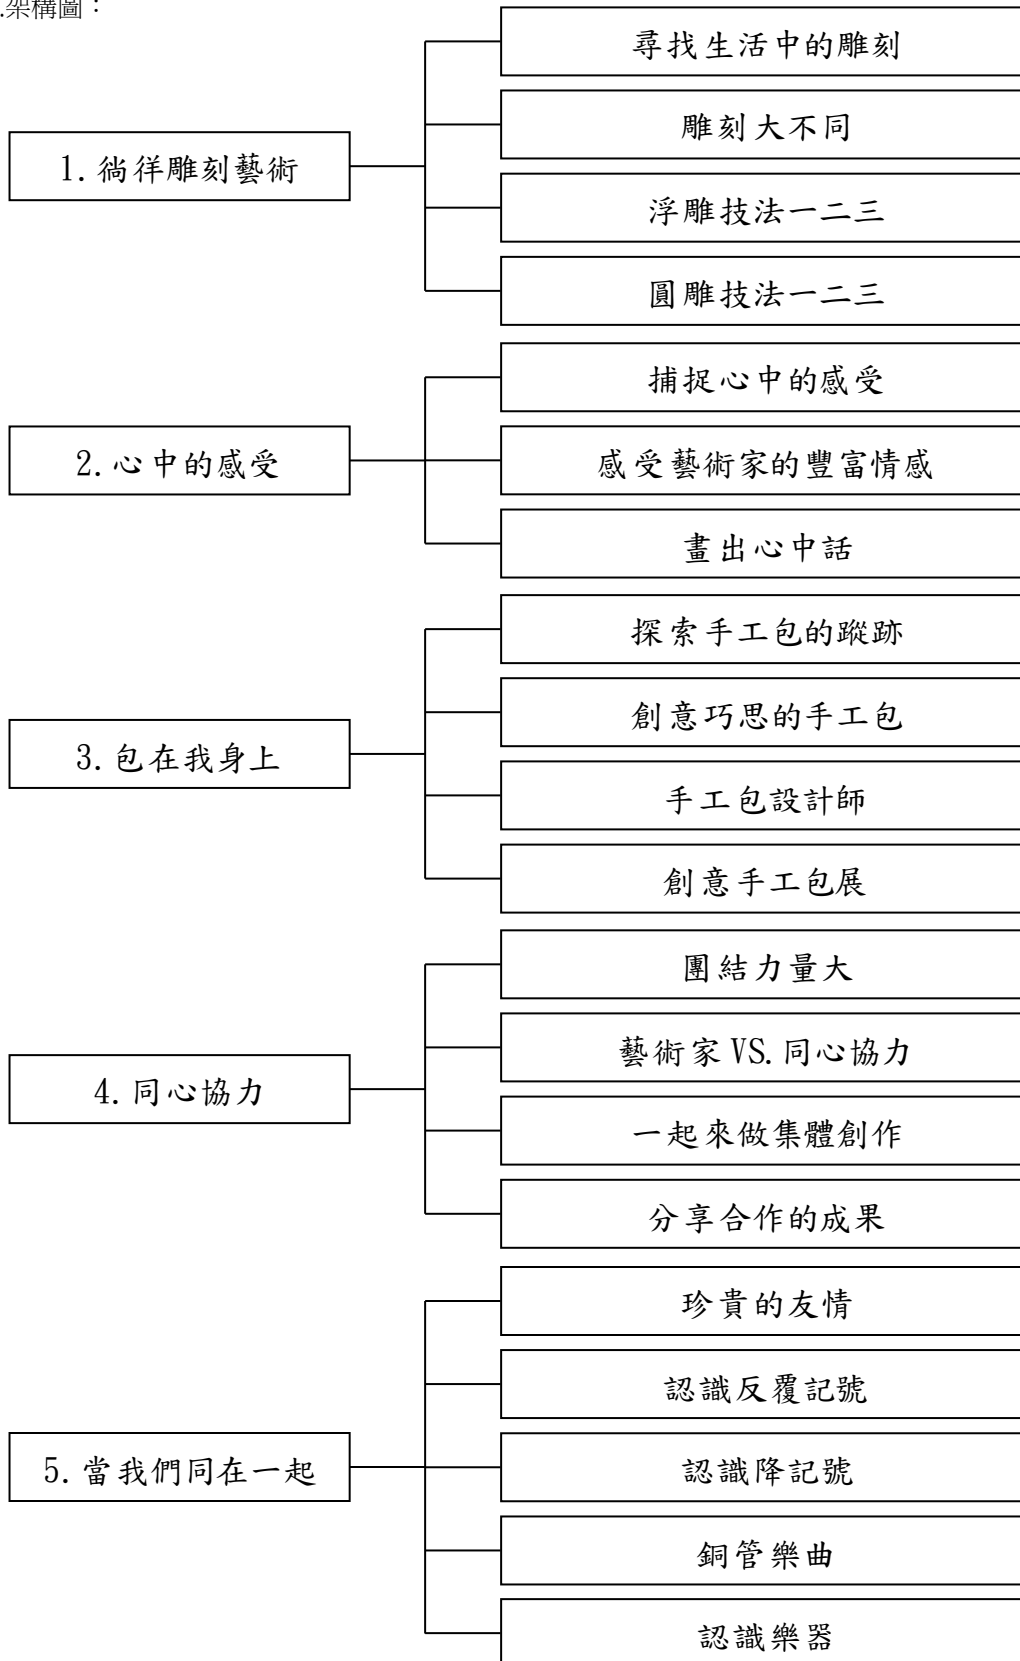 .架構圖：
1.徜徉雕刻藝術
尋找生活中的雕刻
雕刻大不同
浮雕技法一二三
圓雕技法一二三
2.心中的感受
捕捉心中的感受
感受藝術家的豐富情感
畫出心中話
3.包在我身上
探索手工包的蹤跡
創意巧思的手工包
手工包設計師
創意手工包展
4.同心協力
團結力量大
藝術家 VS.同心協力
一起來做集體創作
分享合作的成果
5.當我們同在一起
珍貴的友情
認識反覆記號
認識降記號
銅管樂曲
認識樂器